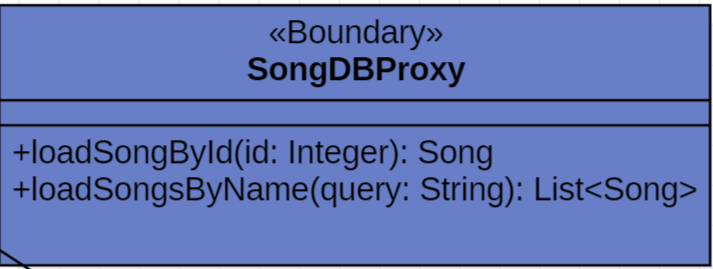 «Boundary»
SongDBProxy
+loadSongById(id: Integer): Song
+loadSongsByName(query: String): List<Song>